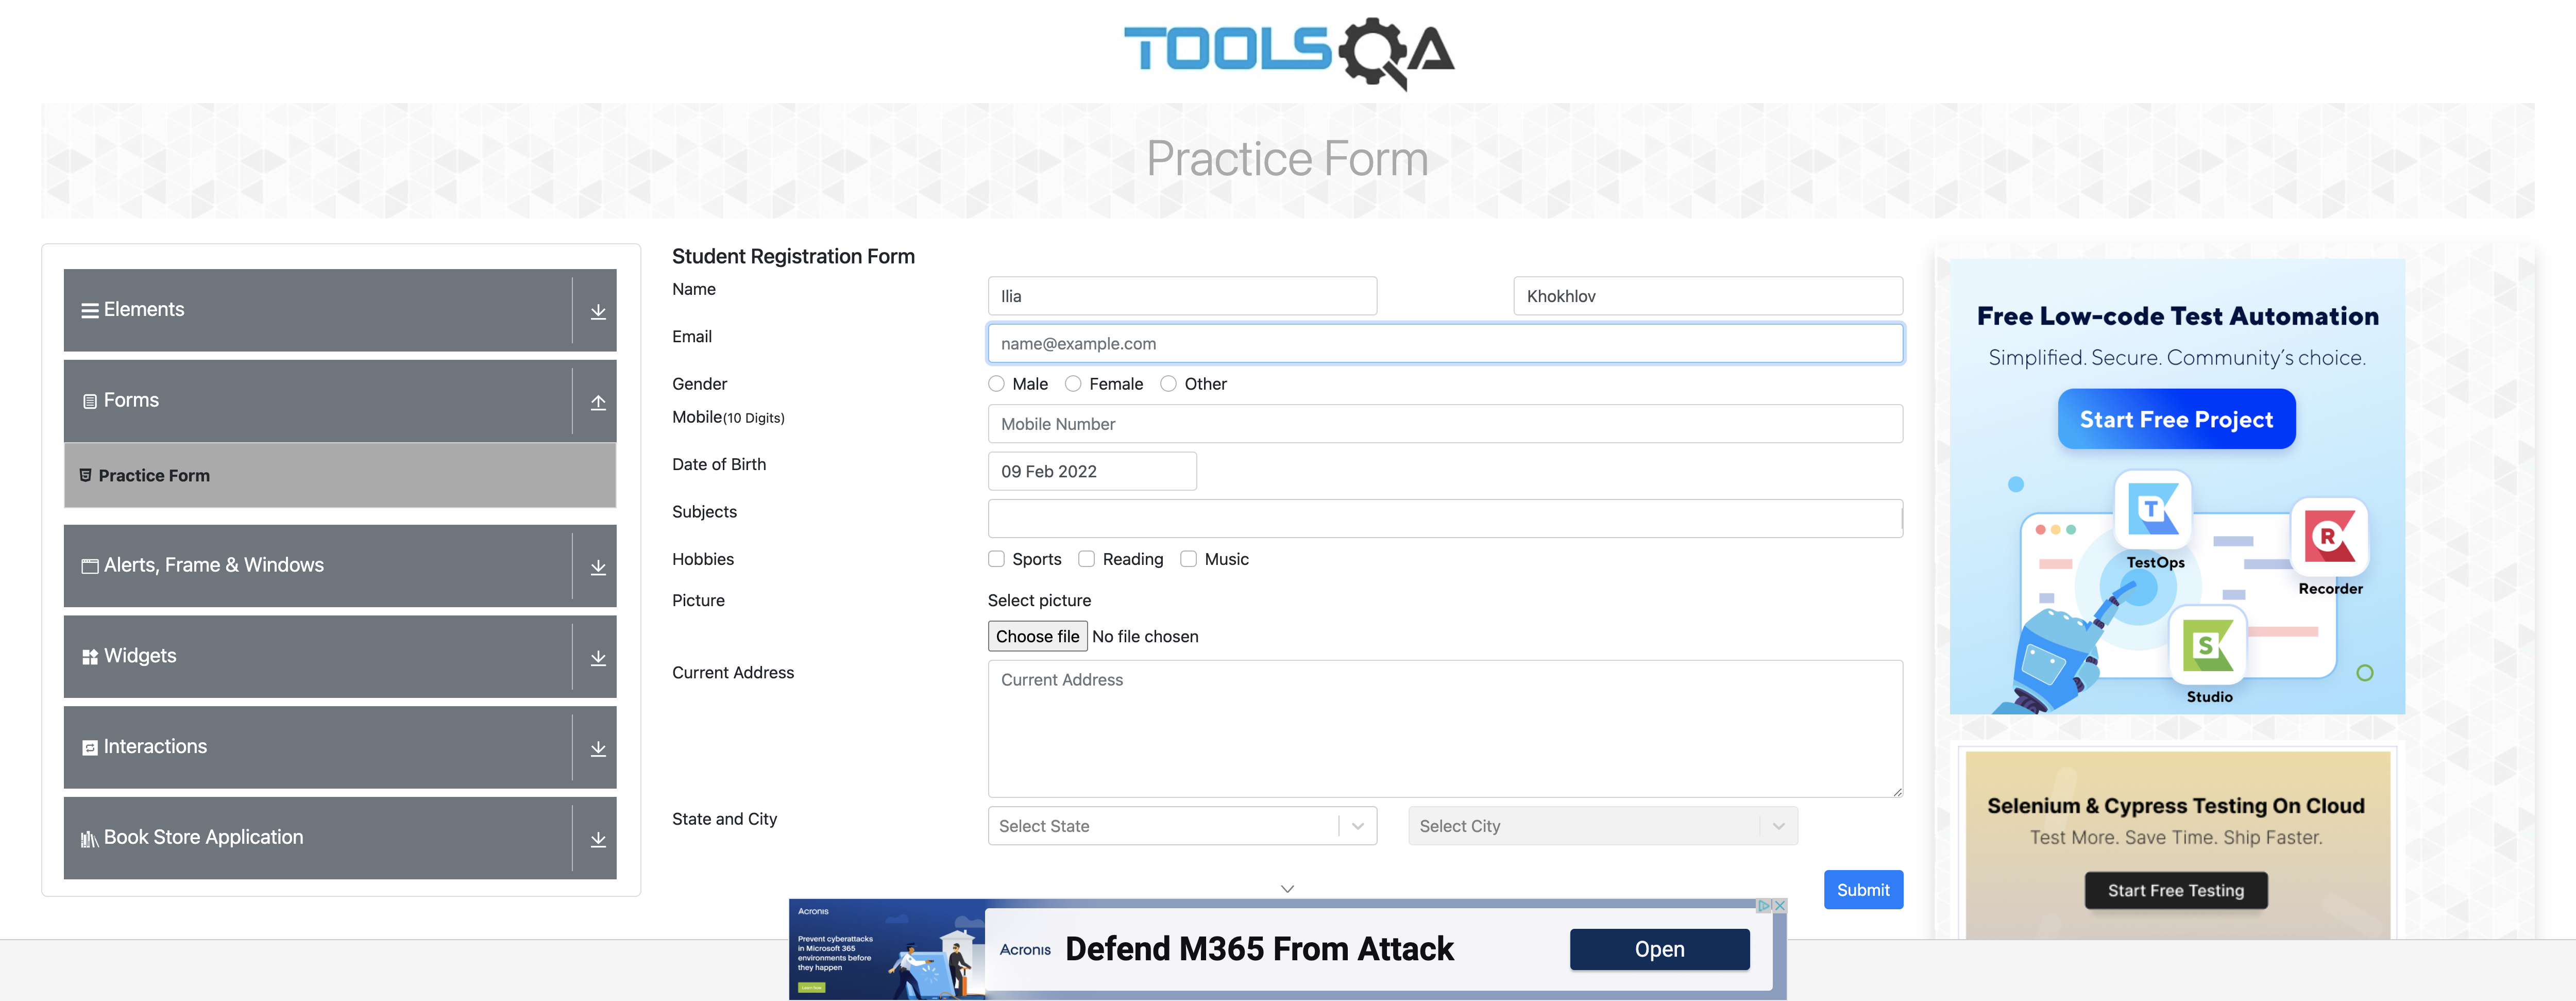 TOOLSQA
Practice Form
Elements
Forms
Practice Form
Alerts, Frame & Windows
Widgets
Interactions
Book Store Application
Student Registration Form
Name
Ilia
Khokhlov
Email
name@example.com
Gender
Male
Female
Other
Mobile(10 Digits)
Mobile Number
Date of Birth
09 Feb 2022
Subjects
Hobbies
Sports
Reading
Music
Picture
Select picture
Choose file No file chosen
Current Address
Current Address
State and City
Select State
Select City
Submit
Free Low-code Test Automation
Simplified. Secure. Community’s choice.
Start Free Project
T
TestOps
R
Recorder
S
Studio
Selenium & Cypress Testing On Cloud
Test More. Save Time. Ship Faster.
Start Free Testing
Acronis
Prevent cyberattacks
in Microsoft 365
environments before
they happen
Acronis
Defend M365 From Attack
Open